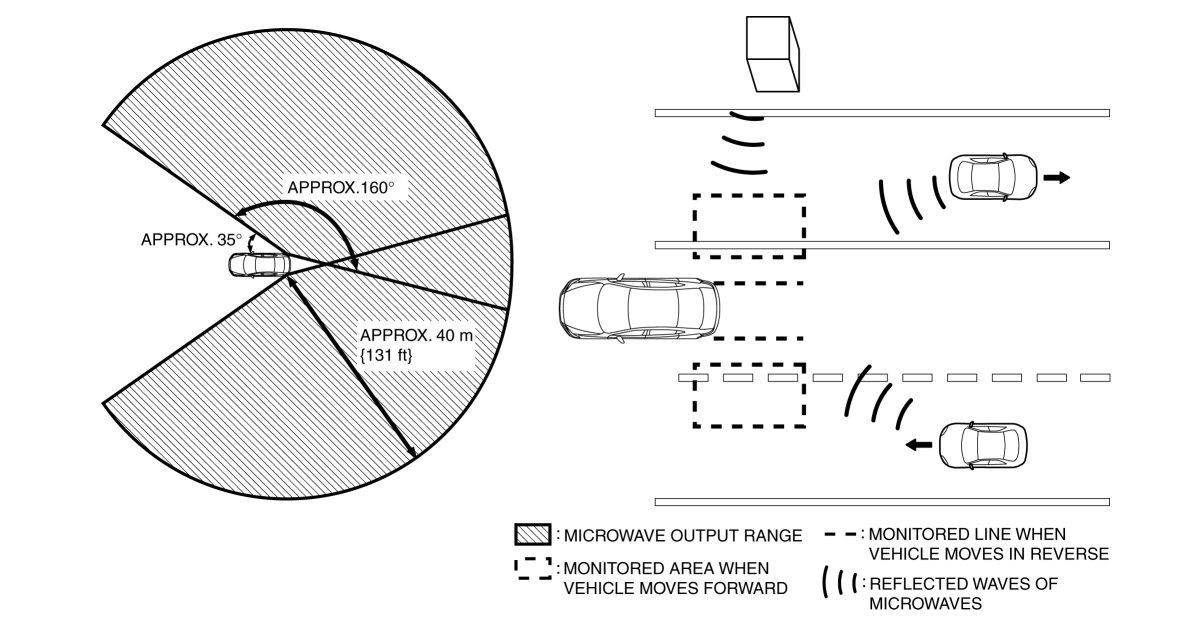 APPROX.160°
APPROX. 35°
APPROX. 40 m
{131 ft}
: MICROWAVE OUTPUT RANGE
: MONITORED AREA WHEN
VEHICLE MOVES FORWARD
: MONITORED LINE WHEN
VEHICLE MOVES IN REVERSE
: REFLECTED WAVES OF
MICROWAVES